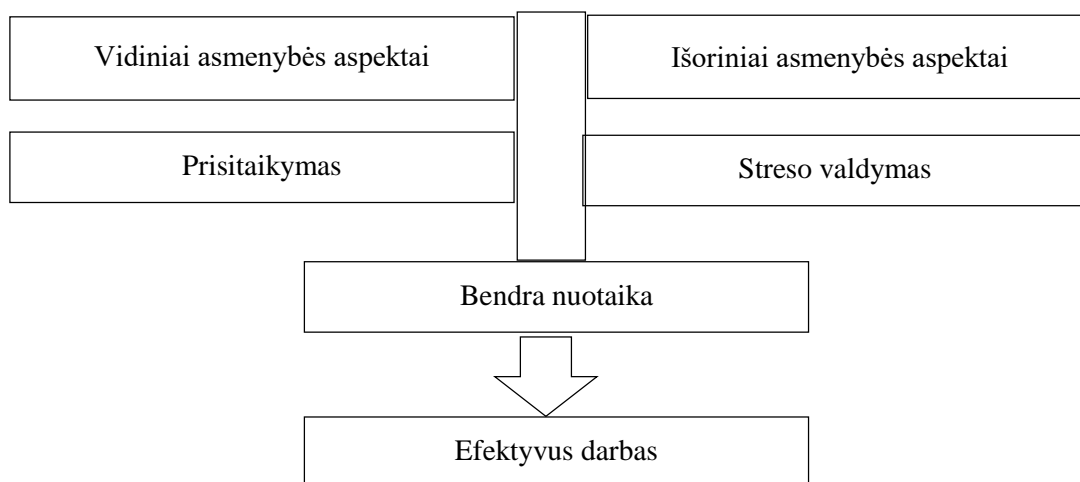 Vidiniai asmenybės aspektai
Išoriniai asmenybės aspektai
Prisitaikymas
Streso valdymas
Bendra nuotaika
Efektyvus darbas